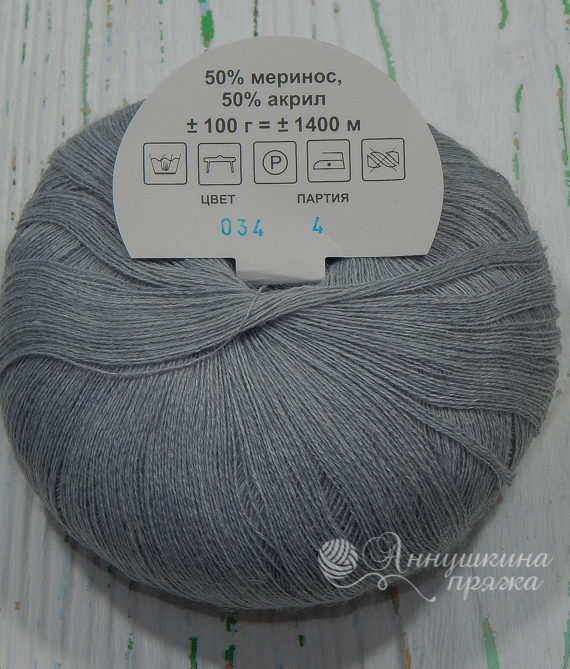 50% меринос,
50% акрил
± 100 г = ± 1400 м
P
ЦВЕТ ПАРТИЯ
034 4
Аннушкина
пряжа